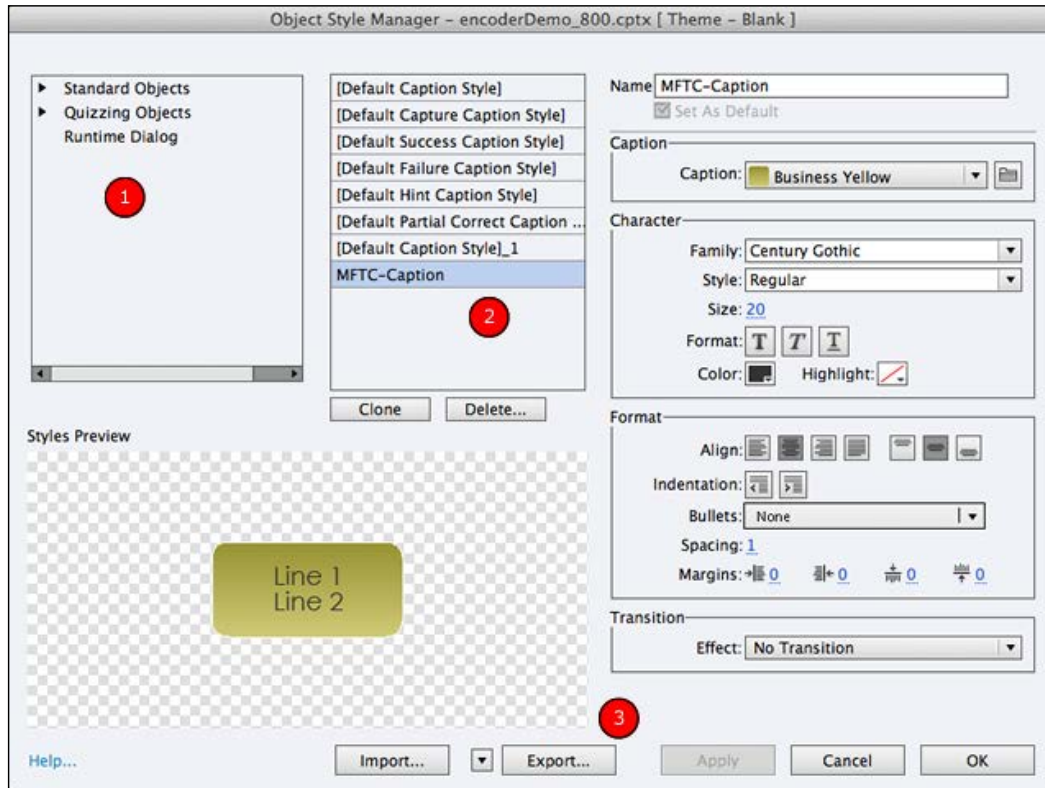 Object Style Manager - encoderDemo_800.cptx [ Theme - Blank ]
Standard Objects
Quizzing Objects
Runtime Dialog
1
[Default Caption Style]
[Default Capture Caption Style]
[Default Success Caption Style]
[Default Failure Caption Style]
[Default Hint Caption Style]
[Default Partial Correct Caption ...
[Default Caption Style]_1
MFTC-Caption
2
Clone
Delete...
Name MFTC-Caption
Set As Default
Caption
Caption: Business Yellow
Character
Family: Century Gothic
Style: Regular
Size: 20
Format: T T T
Color: Highlight:
Format
Align:
Indentation:
Bullets: None
Spacing: 1
Margins: 0 0 0 0
Transition
Effect: No Transition
Styles Preview
Line 1
Line 2
3
Help...
Import...
Export...
Apply
Cancel
OK